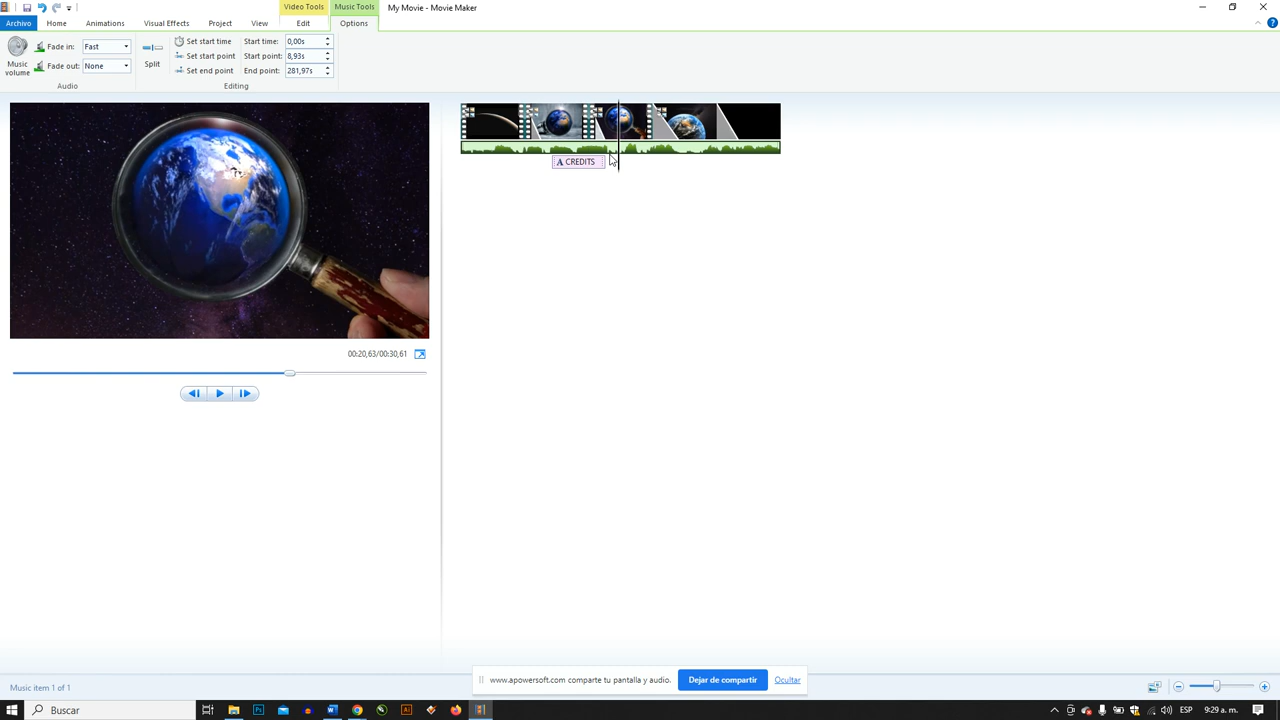 Video Tools
Music Tools
My Movie - Movie Maker
Archivo
Home
Animations
Visual Effects
Project
View
Edit
Options
Music volume
Fade in:
Fast
Fade out:
None
Split
Set start time
Set start point
Set end point
Start time:
0,00s
Start point:
8,93s
End point:
281,97s
Audio
Editing
A CREDITS
00:20,63/00:30,61
www.apowersoft.com comparte tu pantalla y audio.
Dejar de compartir
Ocultar
Music item 1 of 1
Buscar
ESP
9:29 a. m.